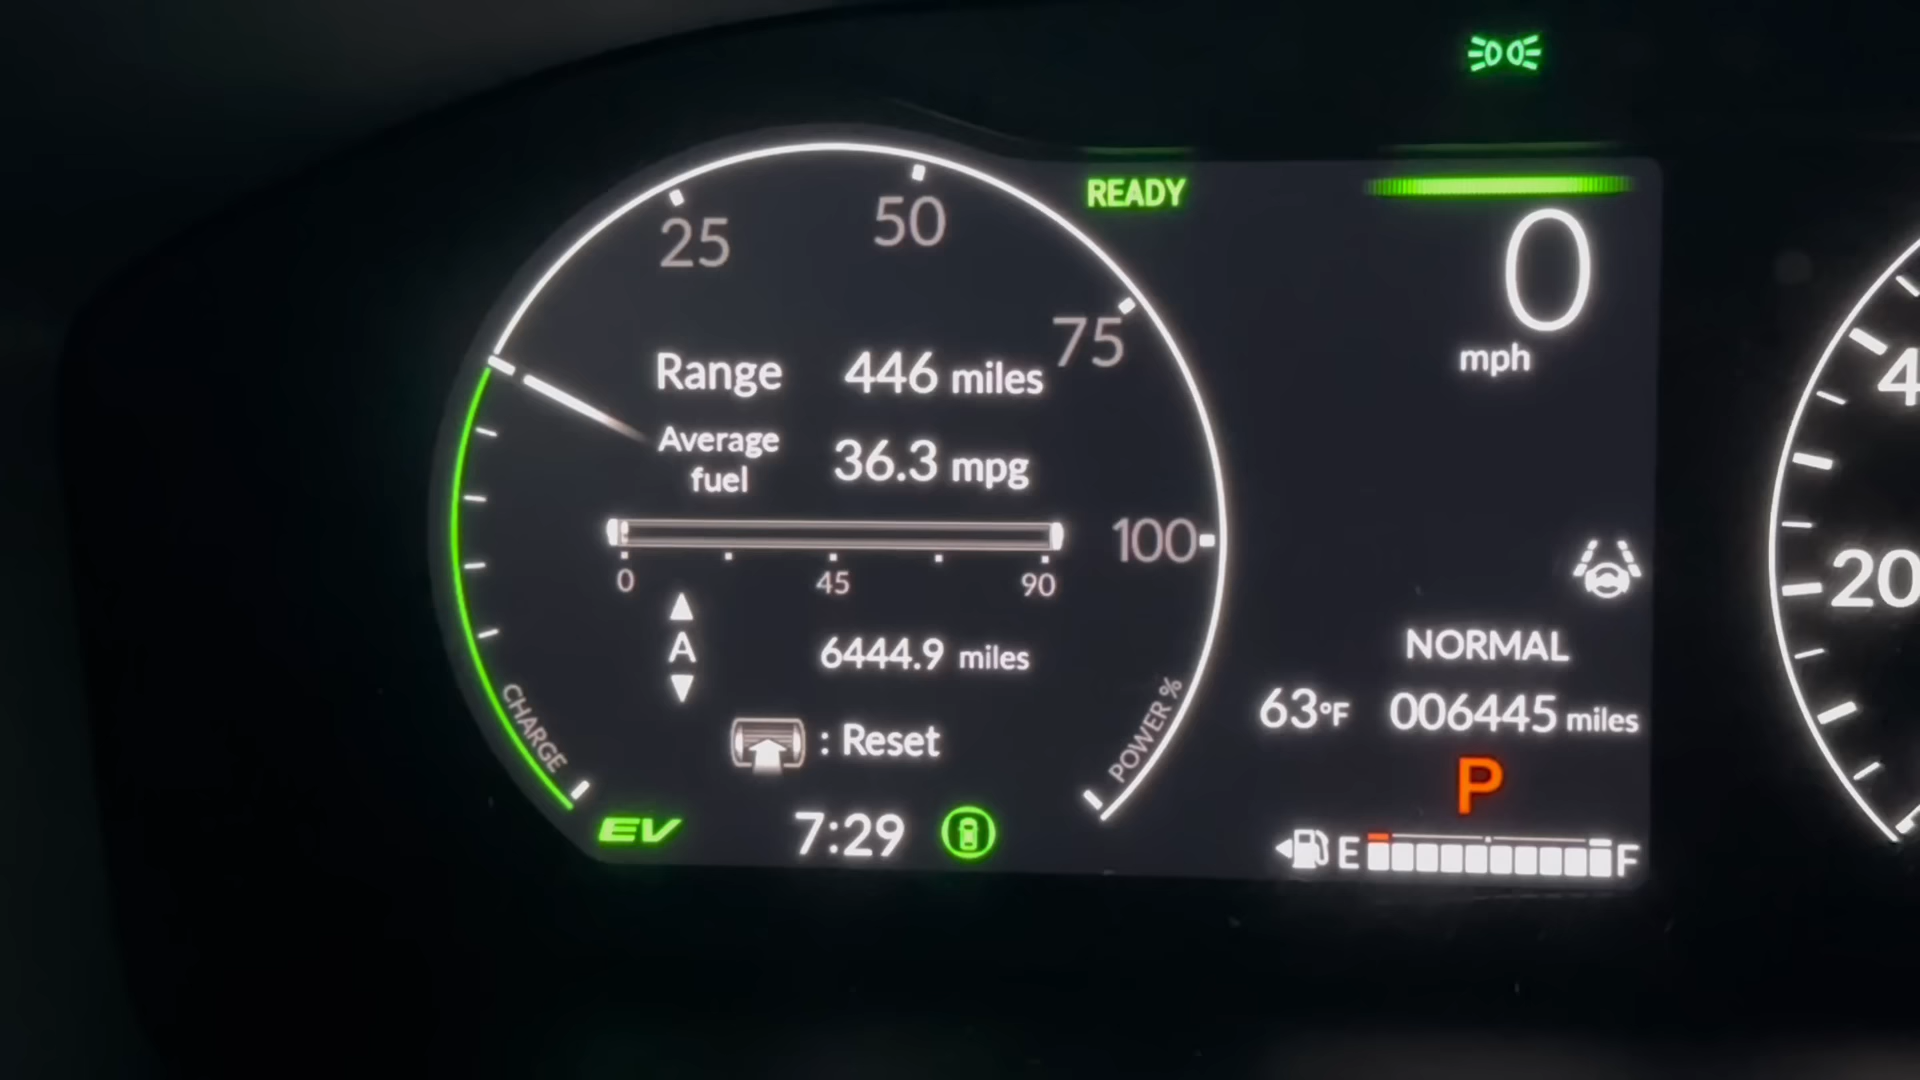 READY
25
50
75
100
0
mph
Range 446 miles
Average fuel 36.3 mpg
0 45 90
A 6444.9 miles
: Reset
CHARGE
POWER %
EV 7:29
NORMAL
63°F 006445 miles
P
E F
4
20